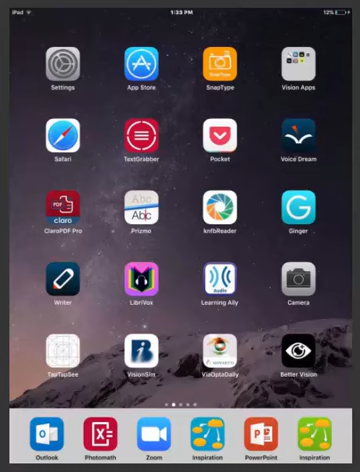 iPad
1:33 PM
12%
Settings
App Store
SnapType
Vision Apps
Safari
TextGrabber
Pocket
Voice Dream
PDF
claro
ClaroPDF Pro
Abc
Abc
Prizmo
knfbReader
Ginger
Writer
LibriVox
Audio
Learning Ally
Camera
TapTapSee
VisionSim
ViaOptaDaily
Better Vision
Outlook
Photomath
Zoom
Inspiration
PowerPoint
Inspiration